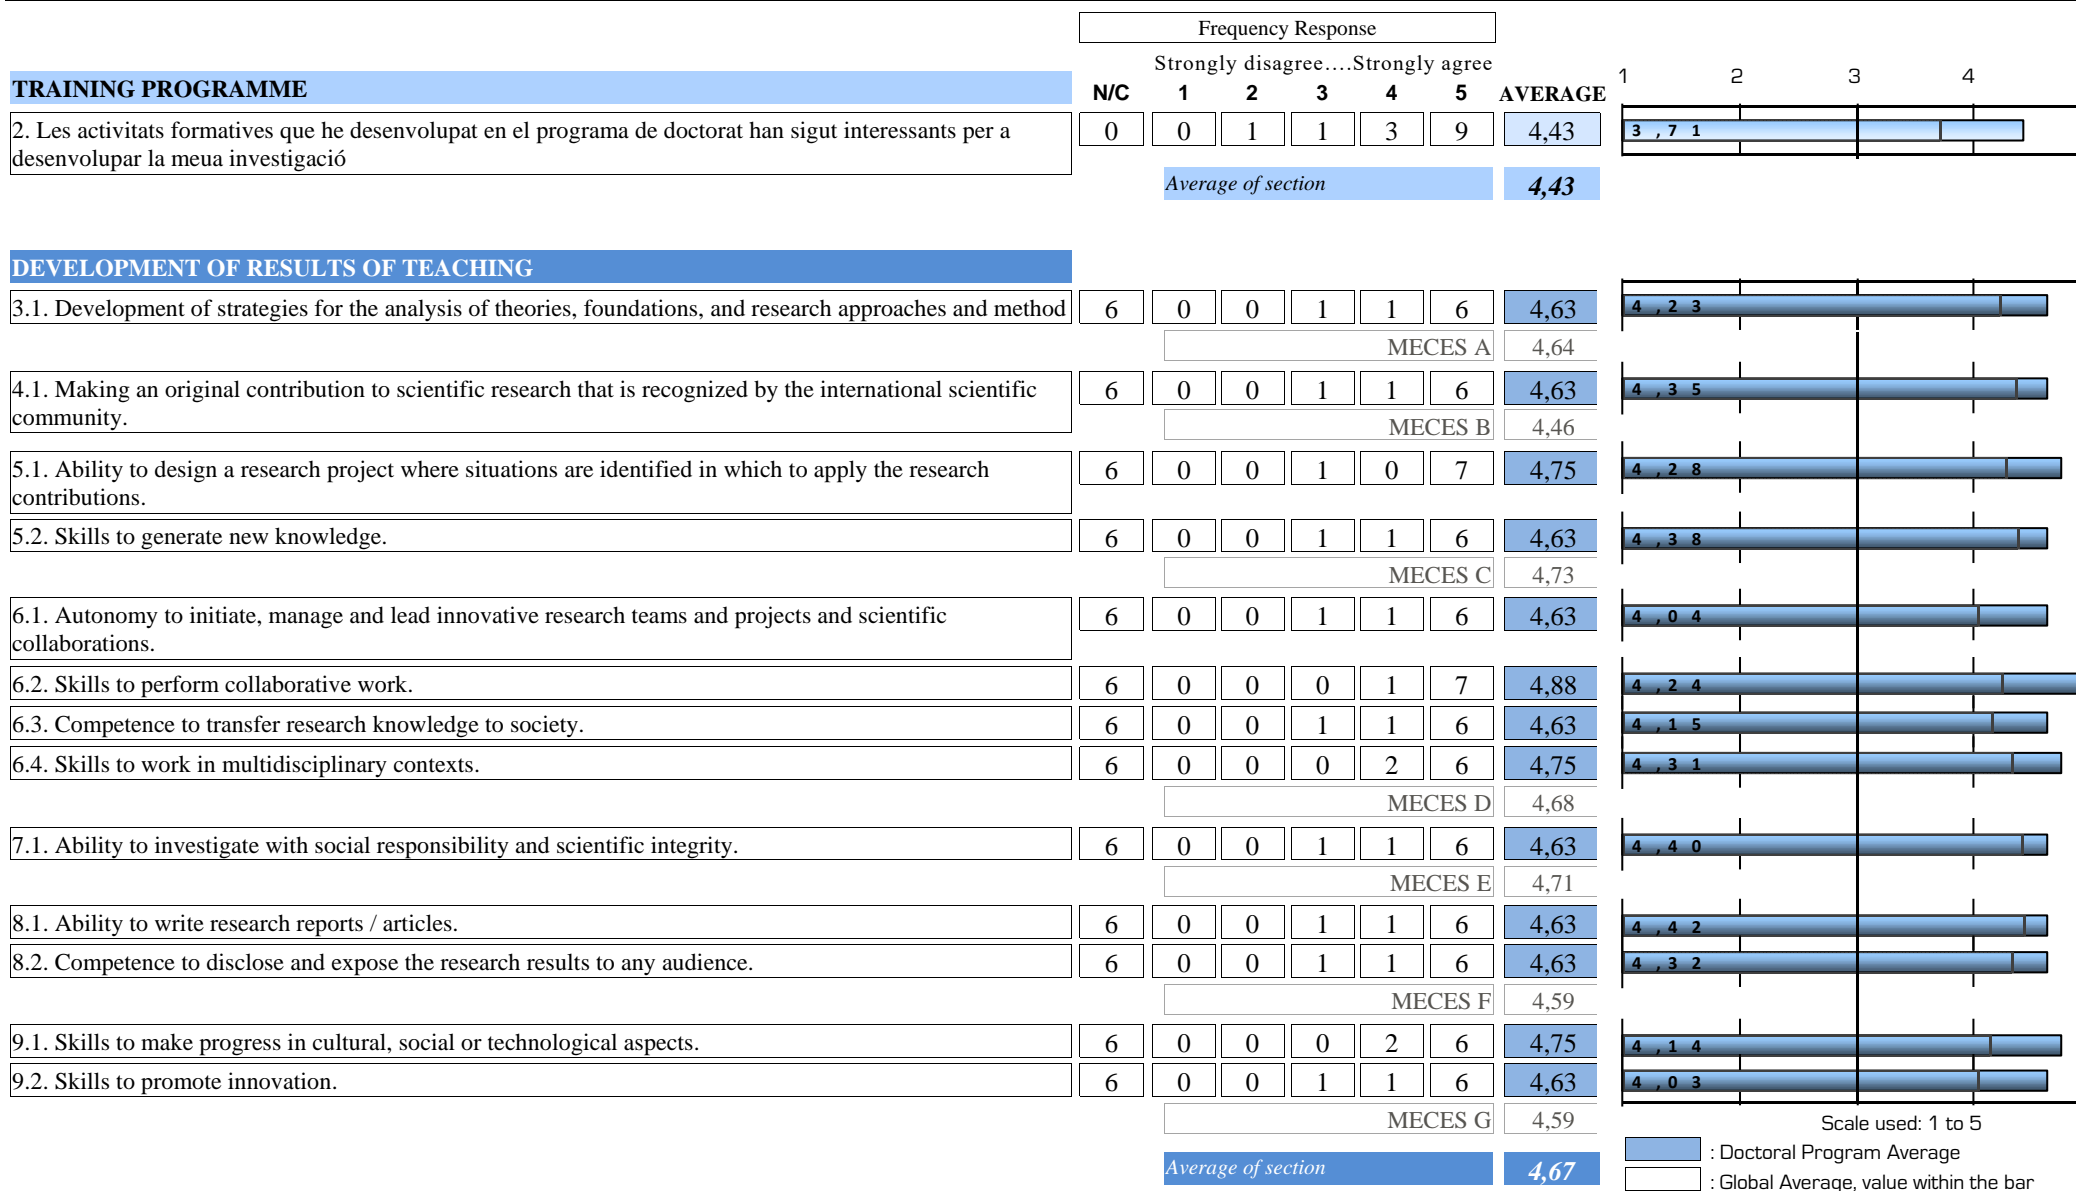 Frequency Response
Strongly disagree....Strongly agree
TRAINING PROGRAMME N/C 1 2 3 4 5 AVERAGE 1 2 3 4
2. Les activitats formatives que he desenvolupat en el programa de doctorat han sigut interessants per a 0 0 1 1 3 9 4,43 3,71
desenvolupar la meua investigació
Average of section 4,43
DEVELOPMENT OF RESULTS OF TEACHING
3.1. Development of strategies for the analysis of theories, foundations, and research approaches and method 6 0 0 1 1 6 4,63 4,23
MECES A 4,64
4.1. Making an original contribution to scientific research that is recognized by the international scientific 6 0 0 1 1 6 4,63 4,35
community.
MECES B 4,46
5.1. Ability to design a research project where situations are identified in which to apply the research 6 0 0 1 0 7 4,75 4,28
contributions.
5.2. Skills to generate new knowledge. 6 0 0 1 1 6 4,63 4,38
MECES C 4,73
6.1. Autonomy to initiate, manage and lead innovative research teams and projects and scientific 6 0 0 1 1 6 4,63 4,04
collaborations.
6.2. Skills to perform collaborative work. 6 0 0 0 1 7 4,88 4,24
6.3. Competence to transfer research knowledge to society. 6 0 0 1 1 6 4,63 4,15
6.4. Skills to work in multidisciplinary contexts. 6 0 0 0 2 6 4,75 4,31
MECES D 4,68
7.1. Ability to investigate with social responsibility and scientific integrity. 6 0 0 1 1 6 4,63 4,40
MECES E 4,71
8.1. Ability to write research reports / articles. 6 0 0 1 1 6 4,63 4,42
8.2. Competence to disclose and expose the research results to any audience. 6 0 0 1 1 6 4,63 4,32
MECES F 4,59
9.1. Skills to make progress in cultural, social or technological aspects. 6 0 0 0 2 6 4,75 4,14
9.2. Skills to promote innovation. 6 0 0 1 1 6 4,63 4,03
MECES G 4,59
Scale used: 1 to 5
Average of section 4,67
: Doctoral Program Average
: Global Average, value within the bar